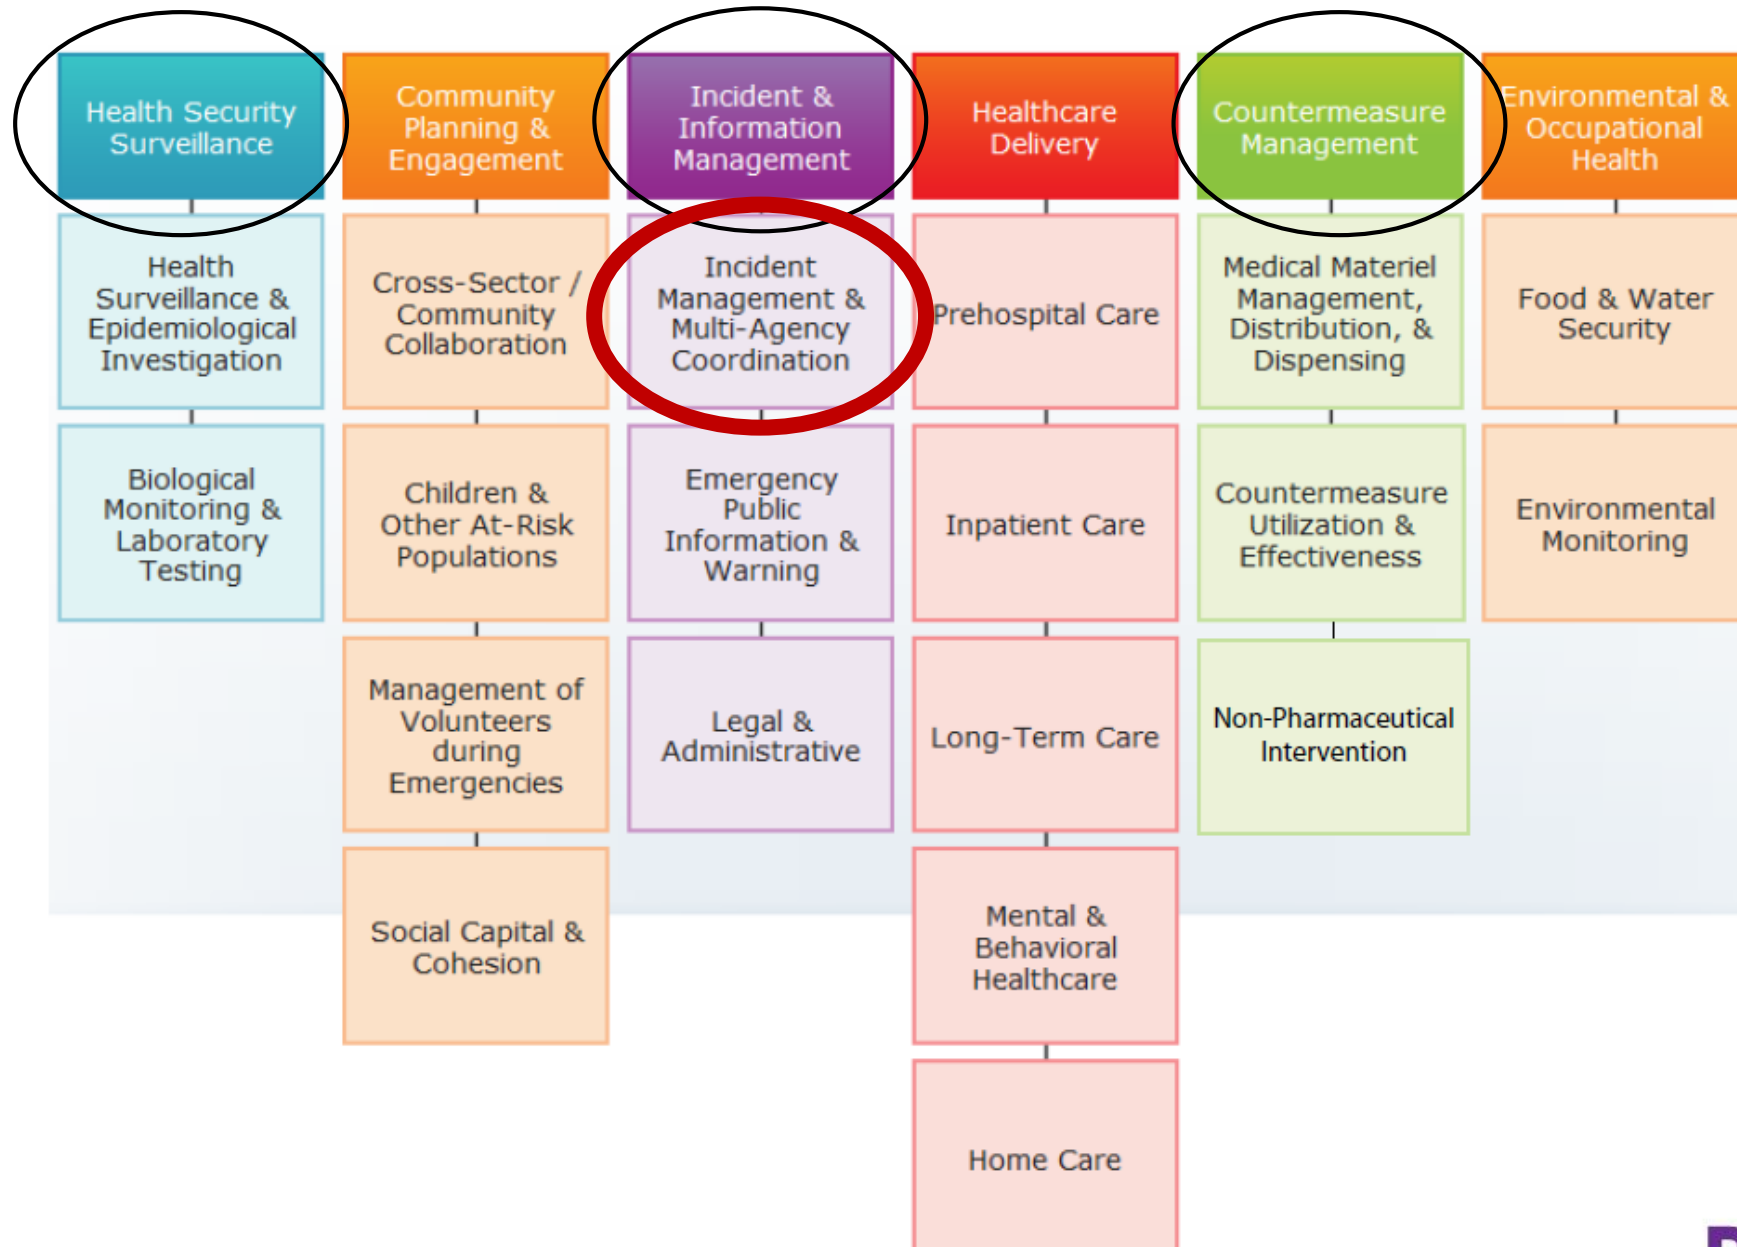 Health Security
Surveillance
Community
Planning &
Engagement
Incident &
Information
Management
Healthcare
Delivery
Countermeasure
Management
Environmental &
Occupational
Health
Health
Surveillance &
Epidemiological
Investigation
Cross-Sector /
Community
Collaboration
Incident
Management &
Multi-Agency
Coordination
Prehospital Care
Medical Materiel
Management,
Distribution, &
Dispensing
Food & Water
Security
Biological
Monitoring &
Laboratory
Testing
Children &
Other At-Risk
Populations
Emergency
Public
Information &
Warning
Inpatient Care
Countermeasure
Utilization &
Effectiveness
Environmental
Monitoring
Management of
Volunteers
during
Emergencies
Legal &
Administrative
Long-Term Care
Non-Pharmaceutical
Intervention
Social Capital &
Cohesion
Mental &
Behavioral
Healthcare
Home Care